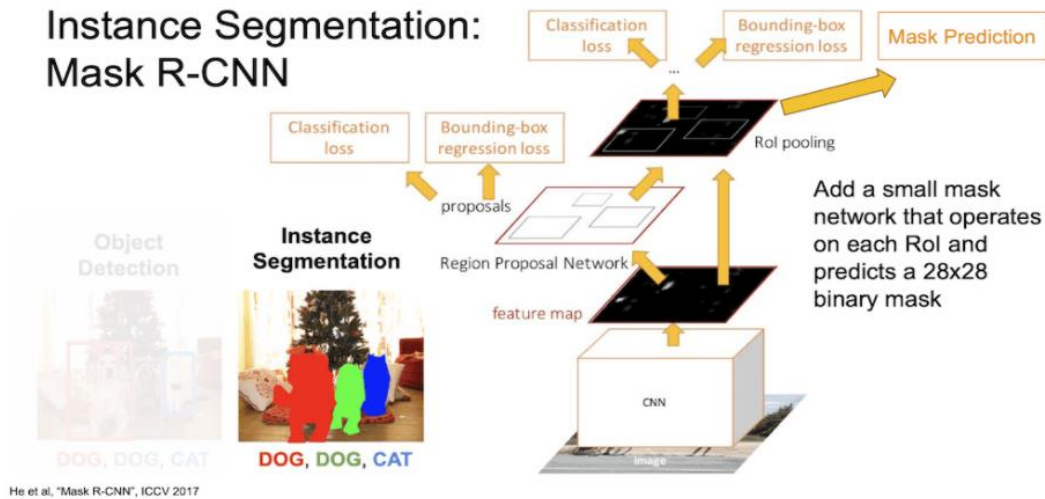 Instance Segmentation:
Mask R-CNN
Classification
loss
Bounding-box
regression loss
Mask Prediction
...
Classification
loss
Bounding-box
regression loss
RoI pooling
proposals
Add a small mask
network that operates
on each RoI and
predicts a 28x28
binary mask
Object
Detection
Instance
Segmentation
Region Proposal Network
feature map
CNN
image
DOG, DOG, CAT
DOG, DOG, CAT
He et al, "Mask R-CNN", ICCV 2017